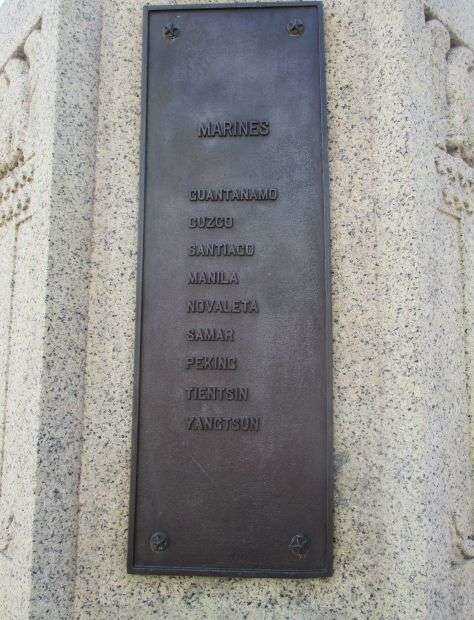 MARINES
GUANTANAMO
CUZCO
SANTIAGO
MANILA
NOVALETA
SAMAR
PEKING
TIENTSIN
YANGTSUN